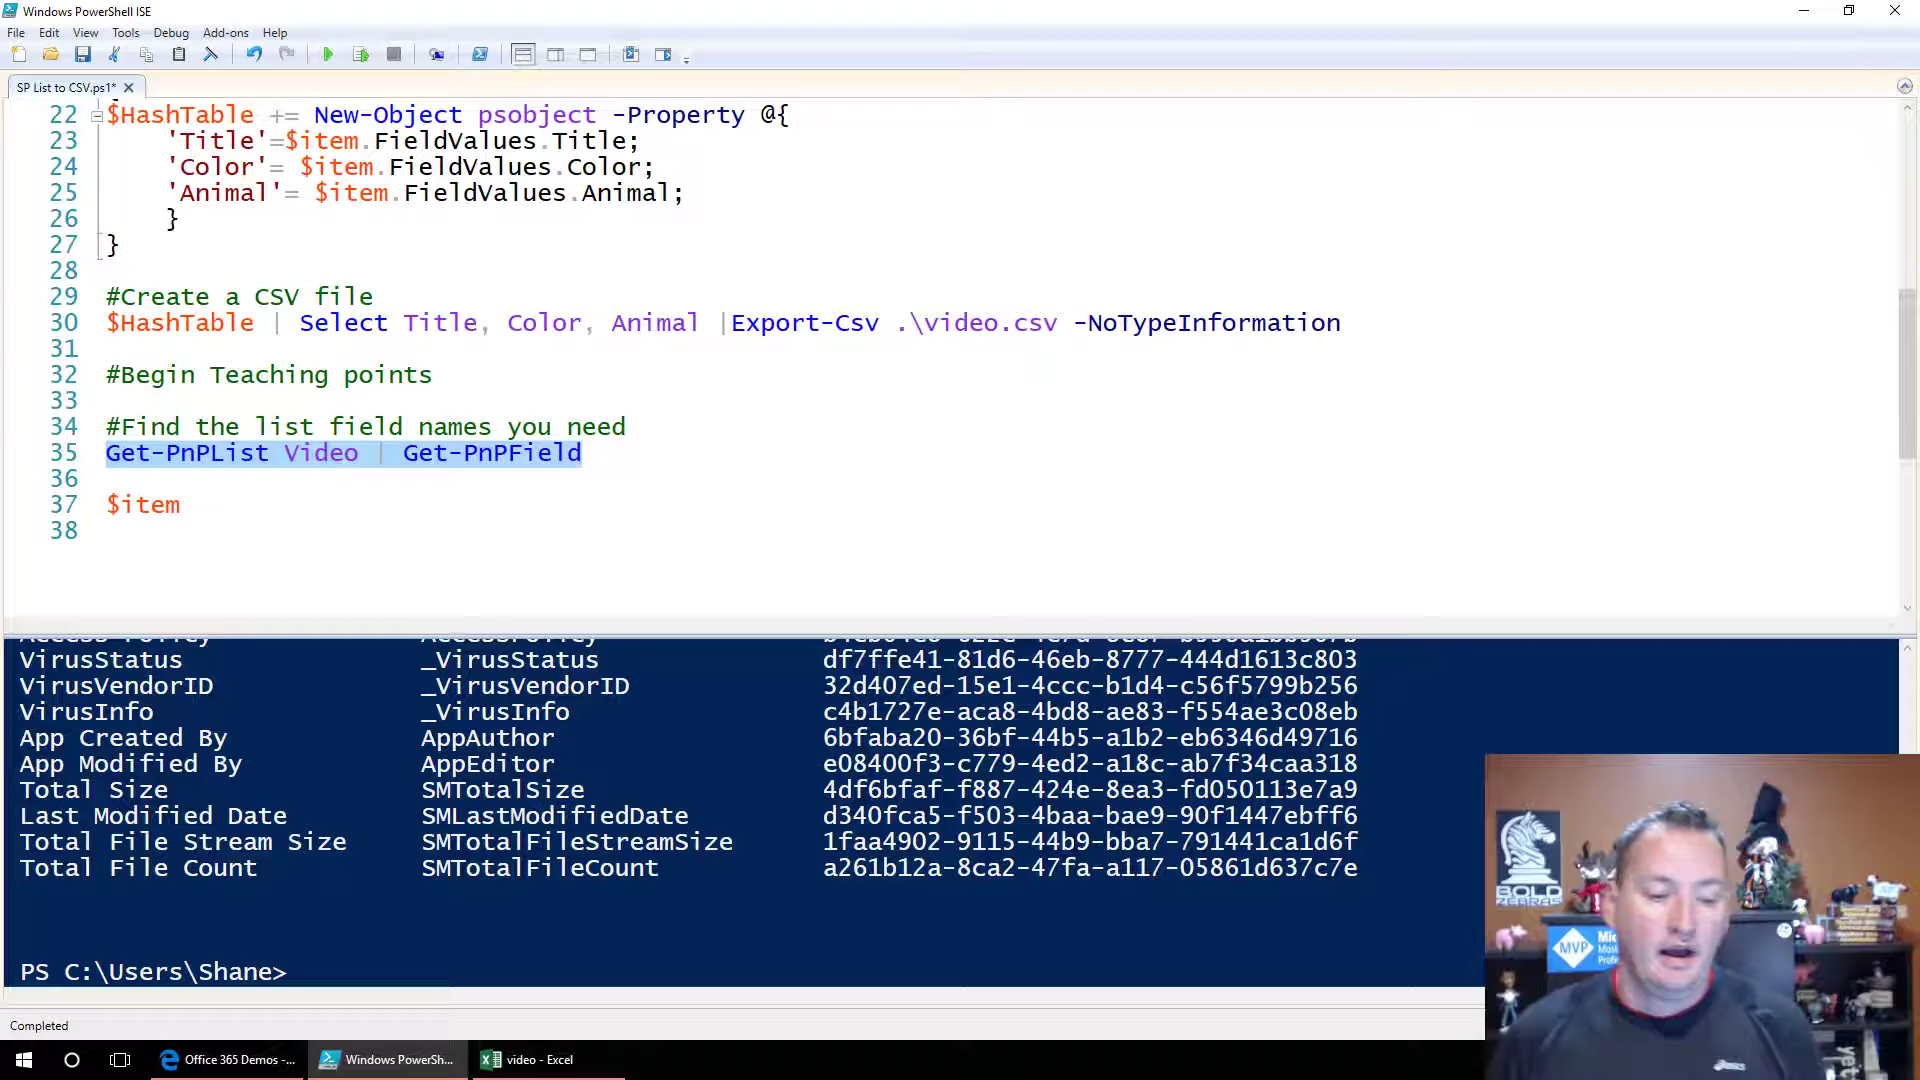 Windows PowerShell ISE
File Edit View Tools Debug Add-ons Help
SP List to CSV.ps1*
22 $HashTable += New-Object psobject -Property @{
23 'Title'=$item.FieldValues.Title;
24 'Color'= $item.FieldValues.Color;
25 'Animal'= $item.FieldValues.Animal;
26 }
27 }
28
29 #Create a CSV file
30 $HashTable | Select Title, Color, Animal |Export-Csv .\video.csv -NoTypeInformation
31
32 #Begin Teaching points
33
34 #Find the list field names you need
35 Get-PnPList Video | Get-PnPField
36
37 $item
38
VirusStatus _VirusStatus df7ffe41-81d6-46eb-8777-444d1613c803
VirusVendorID _VirusVendorID 32d407ed-15e1-4ccc-b1d4-c56f5799b256
VirusInfo _VirusInfo c4b1727e-aca8-4bd8-ae83-f554ae3c08eb
App Created By AppAuthor 6bfaba20-36bf-44b5-a1b2-eb6346d49716
App Modified By AppEditor e08400f3-c779-4ed2-a18c-ab7f34caa318
Total Size SMTotalSize 4df6bfaf-f887-424e-8ea3-fd050113e7a9
Last Modified Date SMLastModifiedDate d340fca5-f503-4baa-bae9-90f1447ebff6
Total File Stream Size SMTotalFileStreamSize 1faa4902-9115-44b9-bba7-791441ca1d6f
Total File Count SMTotalFileCount a261b12a-8ca2-47fa-a117-05861d637c7e
PS C:\Users\Shane>
BOLD
ZEBRAS
MVP
Completed
Office 365 Demos -...
Windows PowerSh...
video - Excel